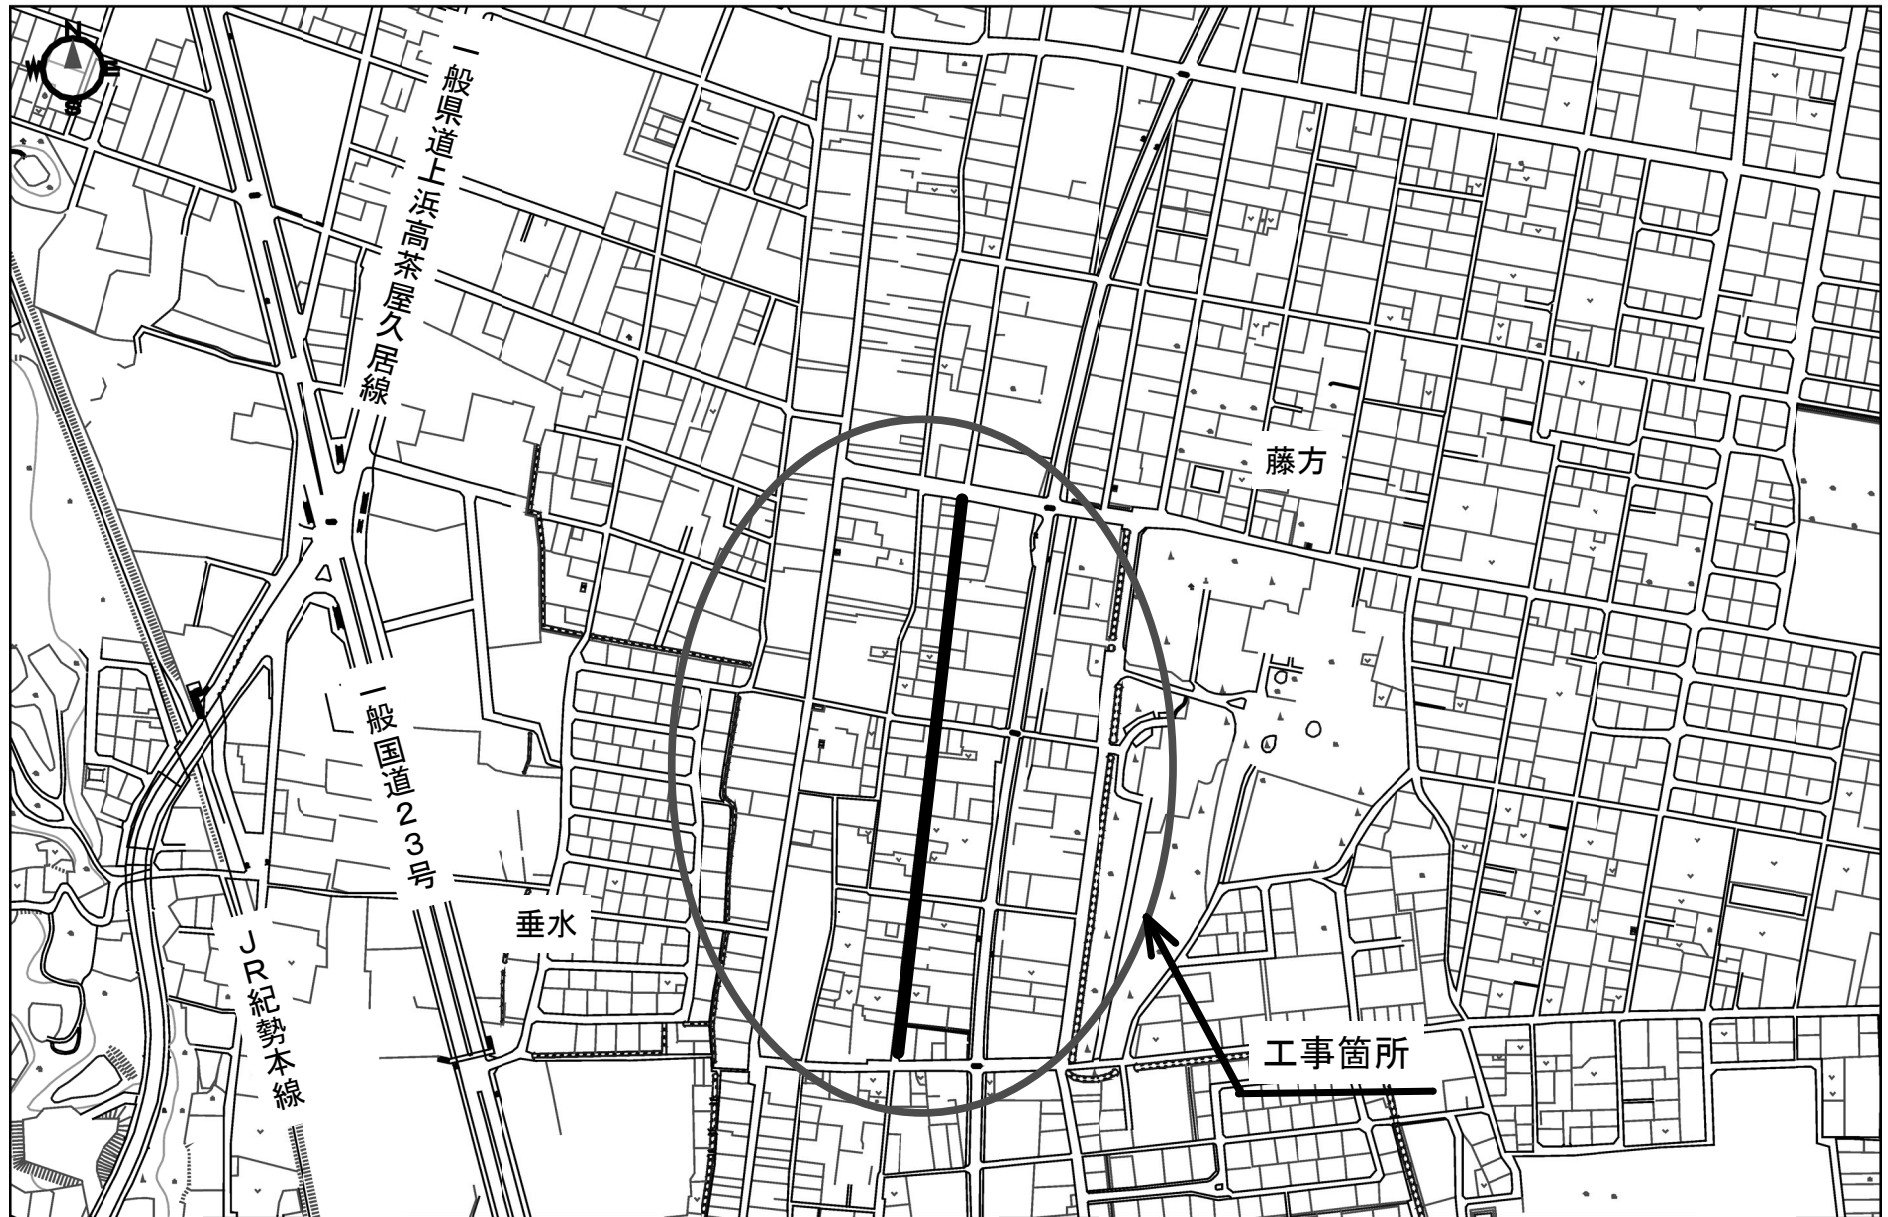 N
W
E
S
一般県道上浜高茶屋久居線
藤方
一般国道23号
垂水
JR紀勢本線
工事箇所